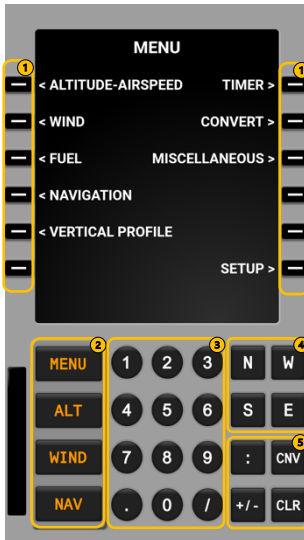 MENU
1
1
< ALTITUDE-AIRSPEED TIMER >
< WIND CONVERT >
< FUEL MISCELLANEOUS >
< NAVIGATION
< VERTICAL PROFILE
SETUP >
2
3
4
MENU 1 2 3 N W
ALT 4 5 6 S E
5
WIND 7 8 9 : CNV
NAV . 0 / +/- CLR